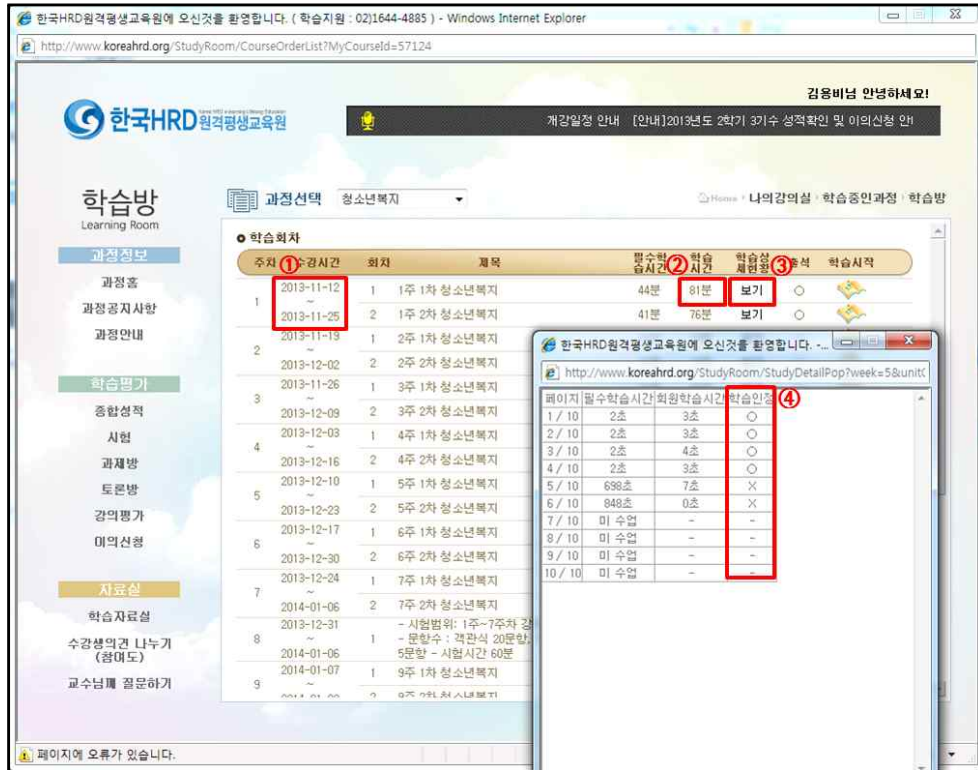 한국HRD원격평생교육원에 오신것을 환영합니다. ( 학습지원 : 02)1644-4885 ) - Windows Internet Explorer
http://www.koreahrd.org/StudyRoom/CourseOrderList?MyCourseId=57124
김용비님 안녕하세요!
한국HRD원격평생교육원
개강일정 안내 [안내]2013년도 2학기 3기수 성적확인 및 이의신청 안
학습방
Learning Room
과정선택 청소년복지
Home 나의강의실 학습중인과정 학습방
학습회차
주차 ① 수강시간 회차 제목 필수학습시간 ② 학습시간 학습상세현황 ③ 출석 학습시작
1 2013-11-12 ~ 2013-11-25
1 1주 1차 청소년복지 44분 81분 보기 ○
2 1주 2차 청소년복지 41분 76분 보기 ○
2 2013-11-19 ~ 2013-12-02
1 2주 1차 청소년복지
2 2주 2차 청소년복지
3 2013-11-26 ~ 2013-12-09
1 3주 1차 청소년복지
2 3주 2차 청소년복지
4 2013-12-03 ~ 2013-12-16
1 4주 1차 청소년복지
2 4주 2차 청소년복지
5 2013-12-10 ~ 2013-12-23
1 5주 1차 청소년복지
2 5주 2차 청소년복지
6 2013-12-17 ~ 2013-12-30
1 6주 1차 청소년복지
2 6주 2차 청소년복지
7 2013-12-24 ~ 2014-01-06
1 7주 1차 청소년복지
2 7주 2차 청소년복지
8 2013-12-31 ~ 2014-01-06
1 - 시험범위: 1주~7주차 강
- 문항수 : 객관식 20문항,
5문항 - 시험시간 60분
9 2014-01-07 ~
1 9주 1차 청소년복지
2 9주 2차 청소년복지
과정정보
과정홈
과정공지사항
과정안내
학습평가
종합성적
시험
과제방
토론방
강의평가
이의신청
자료실
학습자료실
수강생의견 나누기
(참여도)
교수님께 질문하기
한국HRD원격평생교육원에 오신것을 환영합니다. -...
http://www.koreahrd.org/StudyRoom/StudyDetailPop?week=5&unit
페이지 필수학습시간 회원학습시간 학습인정 ④
1 / 10 2초 3초 ○
2 / 10 2초 3초 ○
3 / 10 2초 4초 ○
4 / 10 2초 3초 ○
5 / 10 698초 7초 X
6 / 10 848초 0초 X
7 / 10 미 수업 - -
8 / 10 미 수업 - -
9 / 10 미 수업 - -
10 / 10 미 수업 - -
페이지에 오류가 있습니다.